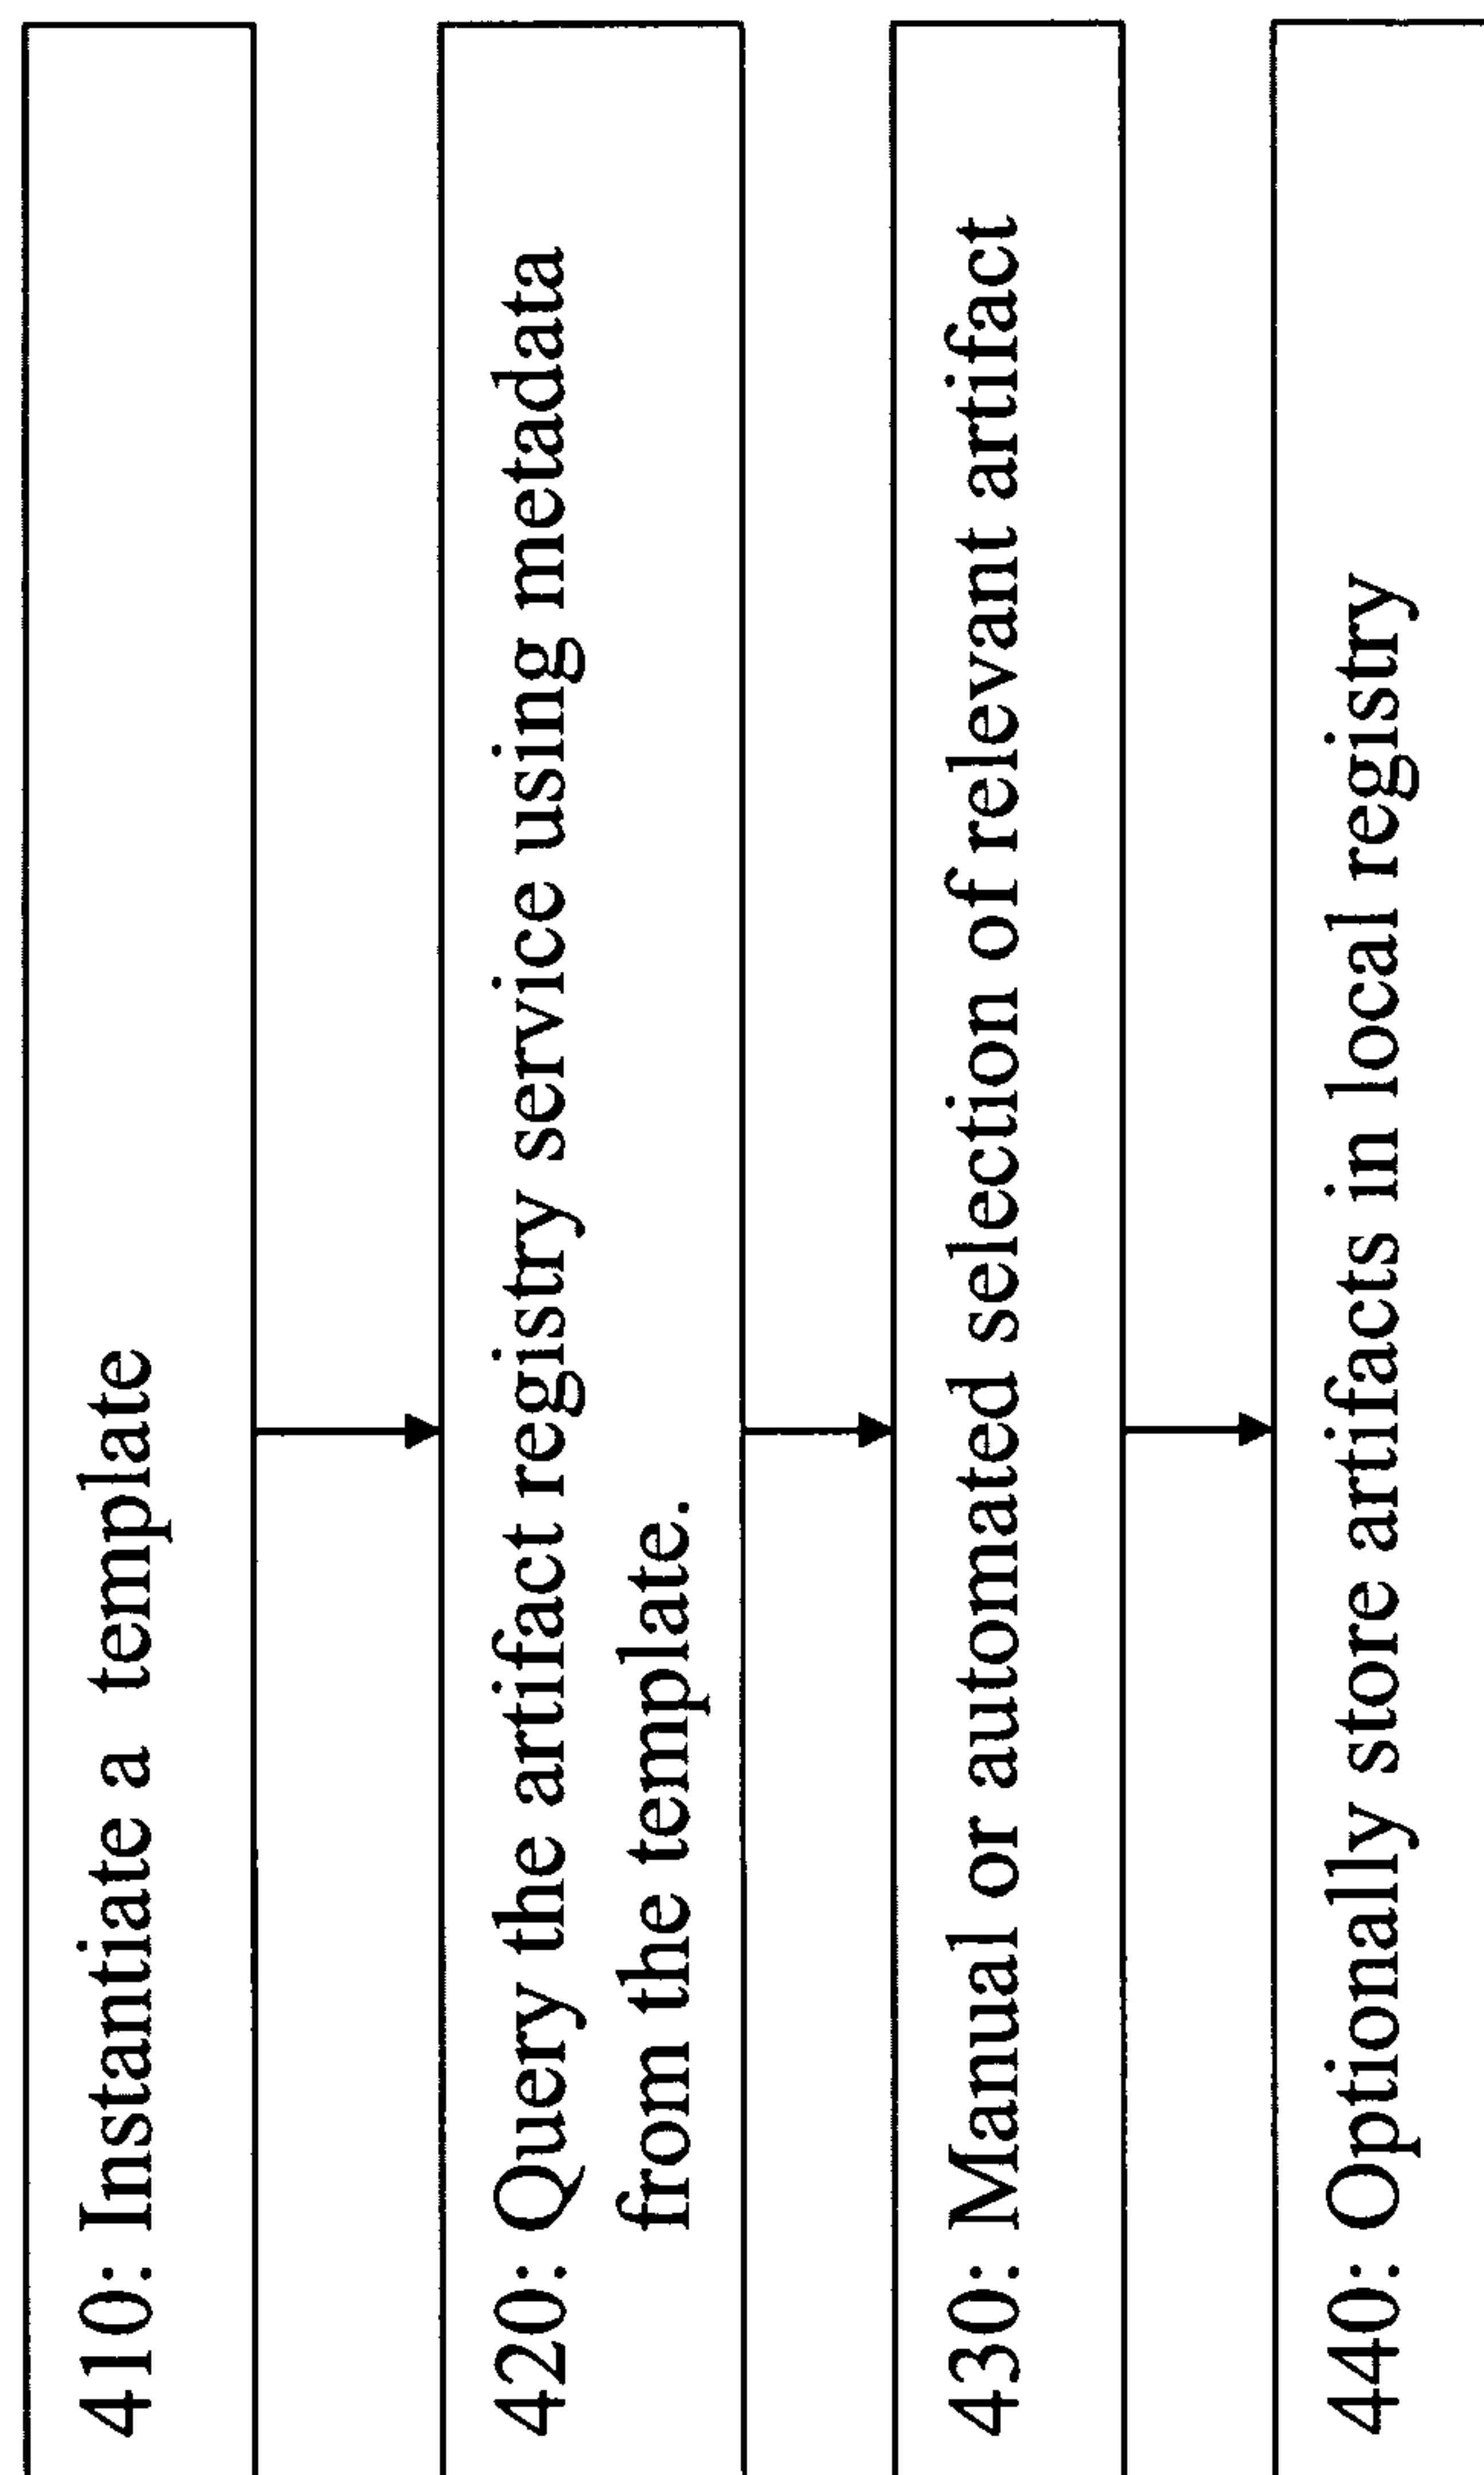 410: Instantiate a template
420: Query the artifact registry service using metadata
from the template.
430: Manual or automated selection of relevant artifact
440: Optionally store artifacts in local registry